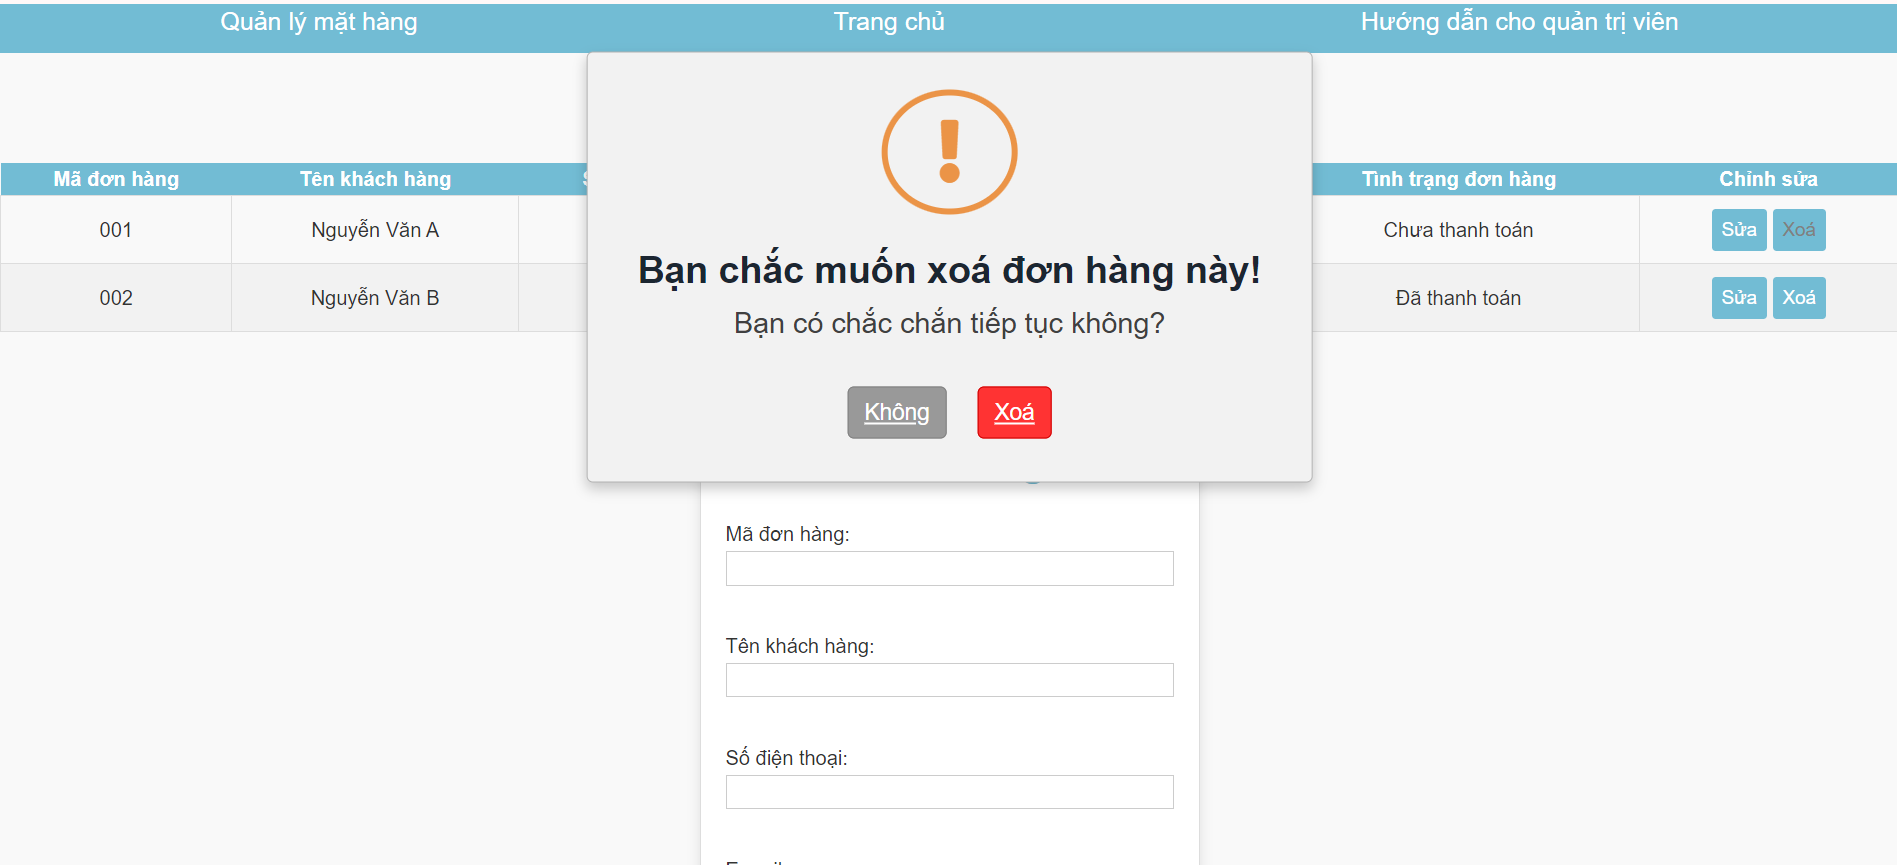 Quản lý mặt hàng Trang chủ Hướng dẫn cho quản trị viên
Mã đơn hàng Tên khách hàng Tình trạng đơn hàng Chỉnh sửa
001 Nguyễn Văn A Chưa thanh toán Sửa Xoá
002 Nguyễn Văn B Đã thanh toán Sửa Xoá
Bạn chắc muốn xoá đơn hàng này!
Bạn có chắc chắn tiếp tục không?
Không Xoá
Mã đơn hàng:
Tên khách hàng:
Số điện thoại: